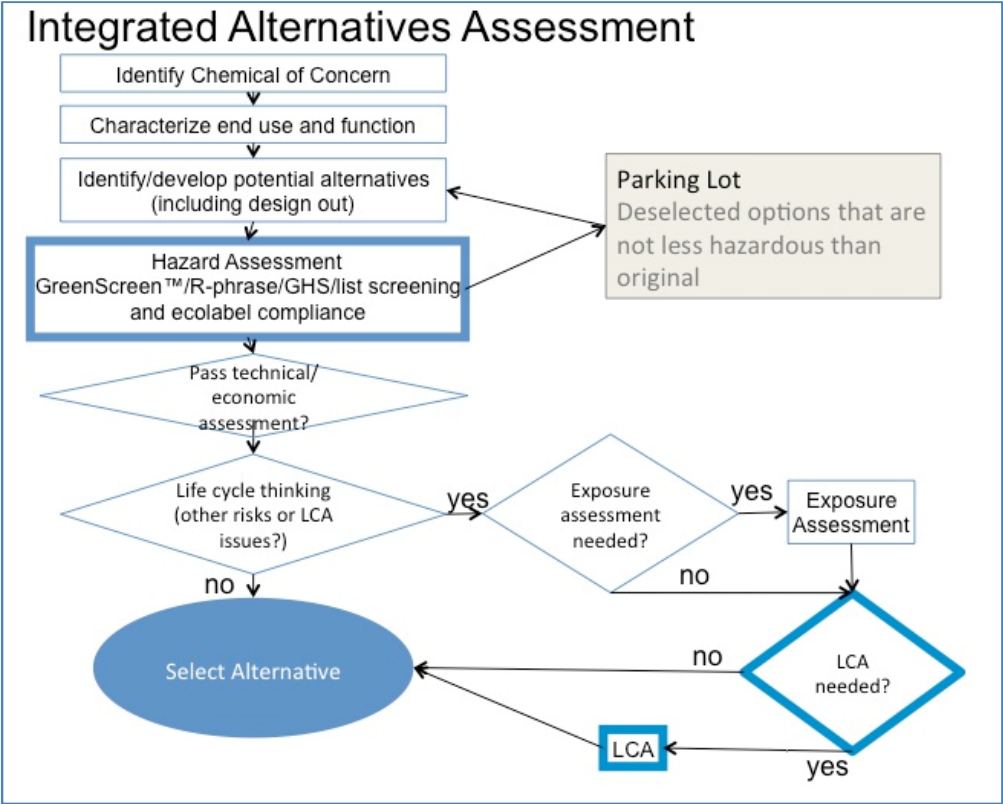 Integrated Alternatives Assessment
Identify Chemical of Concern
Characterize end use and function
Identify/develop potential alternatives
(including design out)
Parking Lot
Deselected options that are
not less hazardous than
original
Hazard Assessment
GreenScreen™/R-phrase/GHS/list screening
and ecolabel compliance
Pass technical/
economic
assessment?
Life cycle thinking
(other risks or LCA
issues?)
yes
Exposure
assessment
needed?
yes
Exposure
Assessment
no
no
Select Alternative
no
LCA
needed?
LCA
yes